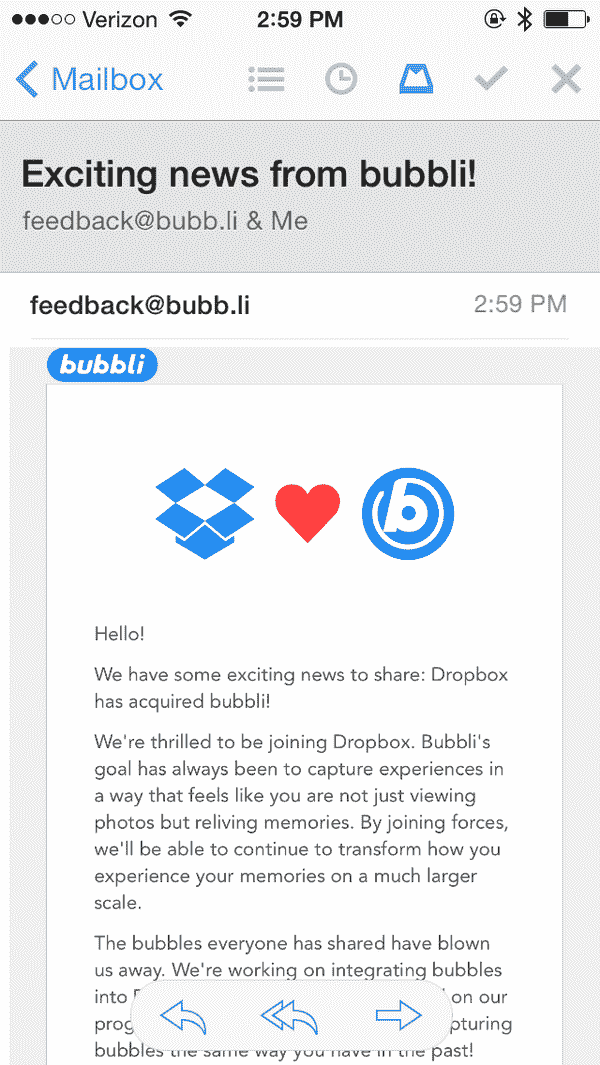 Verizon 2:59 PM
Mailbox
Exciting news from bubbli!
feedback@bubb.li & Me
feedback@bubb.li 2:59 PM
bubbli
b
Hello!
We have some exciting news to share: Dropbox
has acquired bubbli!
We're thrilled to be joining Dropbox. Bubbli's
goal has always been to capture experiences in
a way that feels like you are not just viewing
photos but reliving memories. By joining forces,
we'll be able to continue to transform how you
experience your memories on a much larger
scale.
The bubbles everyone has shared have blown
us away. We're working on integrating bubbles
into on our
bubbles the same way you have in the past!